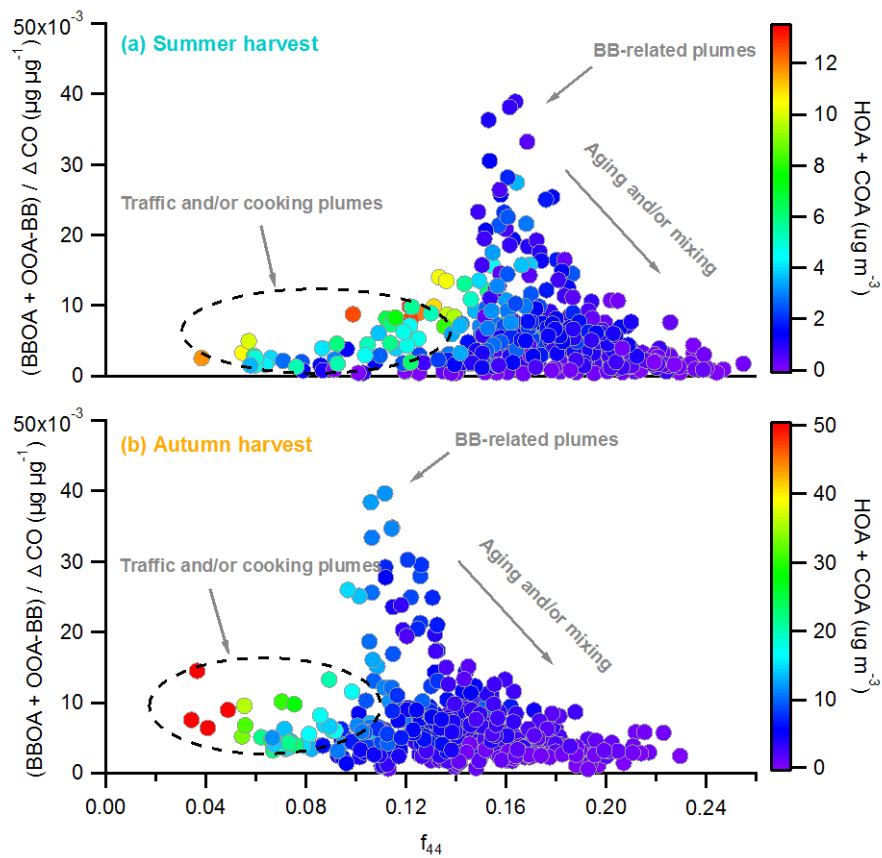 50x10-3
(a) Summer harvest
BB-related plumes
12
40
10
Aging and/or mixing
30
8
Traffic and/or cooking plumes
6
20
4
10
2
0
0
(BBOA + OOA-BB) / Δ CO (µg µg-1)
HOA + COA (ug m-3)
50x10-3
(b) Autumn harvest
BB-related plumes
50
40
40
Aging and/or mixing
30
Traffic and/or cooking plumes
30
20
20
10
10
0
0
(BBOA + OOA-BB) / Δ CO (µg µg-1)
HOA + COA (ug m-3)
0.00 0.04 0.08 0.12 0.16 0.20 0.24
f44